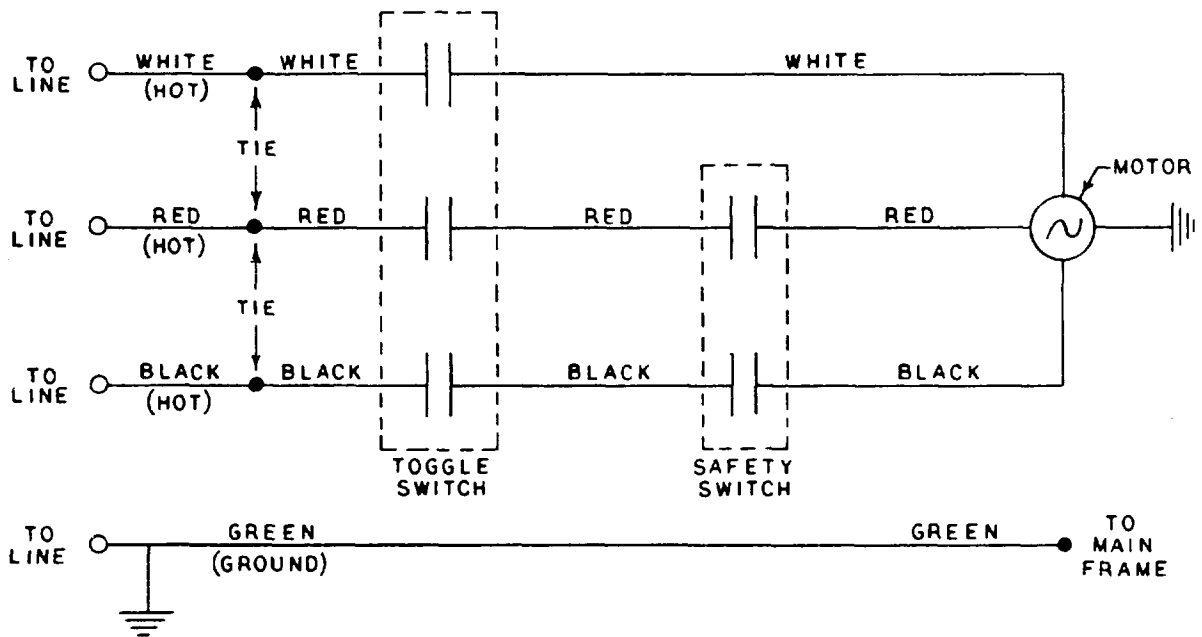 TO
LINE
WHITE
(HOT)
WHITE
WHITE
TIE
MOTOR
TO
LINE
RED
(HOT)
RED
RED
RED
TIE
TO
LINE
BLACK
(HOT)
BLACK
BLACK
BLACK
TOGGLE
SWITCH
SAFETY
SWITCH
TO
LINE
GREEN
(GROUND)
GREEN
TO
MAIN
FRAME